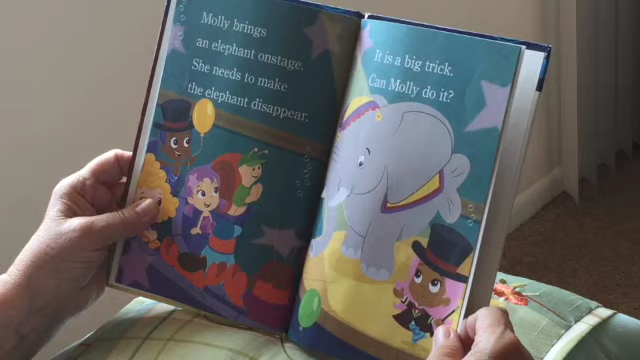 Molly brings
an elephant onstage.
She needs to make
the elephant disappear.
It is a big trick.
Can Molly do it?